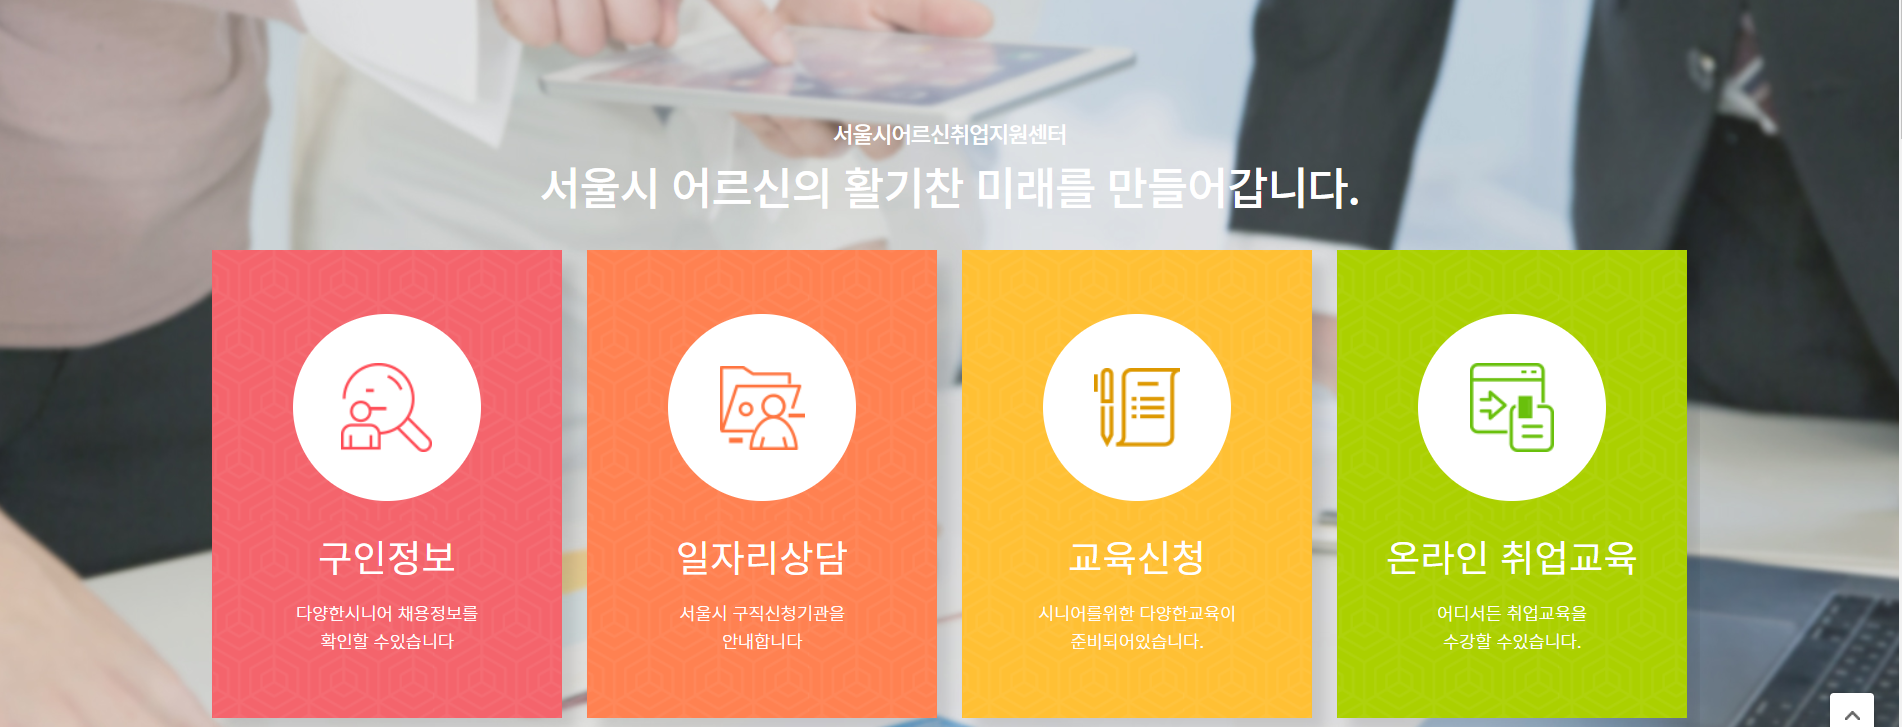 서울시어르신취업지원센터
서울시 어르신의 활기찬 미래를 만들어갑니다.
구인정보
다양한시니어 채용정보를
확인할 수있습니다
일자리상담
서울시 구직신청기관을
안내합니다
교육신청
시니어를위한 다양한교육이
준비되어있습니다.
온라인 취업교육
어디서든 취업교육을
수강할 수있습니다.